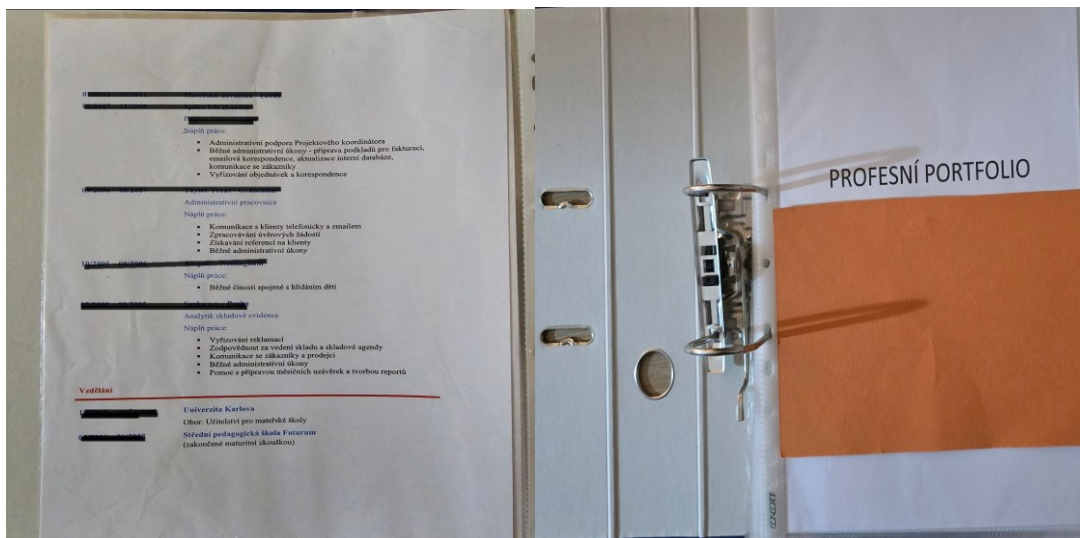 Náplň práce:
Administrativní podpora Projektového koordinátora
Běžné administrativní úkony - příprava podkladů pro fakturaci,
emailová korespondence, aktualizace interní databáze,
komunikace se zákazníky
Vyřizování objednávek a korespondence
Administrativní pracovnice
Náplň práce:
Komunikace s klienty telefonicky a emailem
Zpracovávání úvěrových žádostí
Získavání referencí na klienty
Běžné administrativní úkony
Náplň práce:
Běžné činosti spojené s hlídáním dětí
Analytik skladové evidence
Náplň práce:
Vyřizování reklamací
Zodpovědnost za vedení skladu a skladové agendy
Komunikace se zákazníky a prodejci
Běžné administrativní úkony
Pomoc s přípravou měsíčních uzávěrek a tvorbou reportů
Vzdělání
Univerzita Karlova
Obor: Učitelství pro mateřské školy
Střední pedagogická škola Futurum
(zakončené maturitní zkouškou)
PROFESNÍ PORTFOLIO